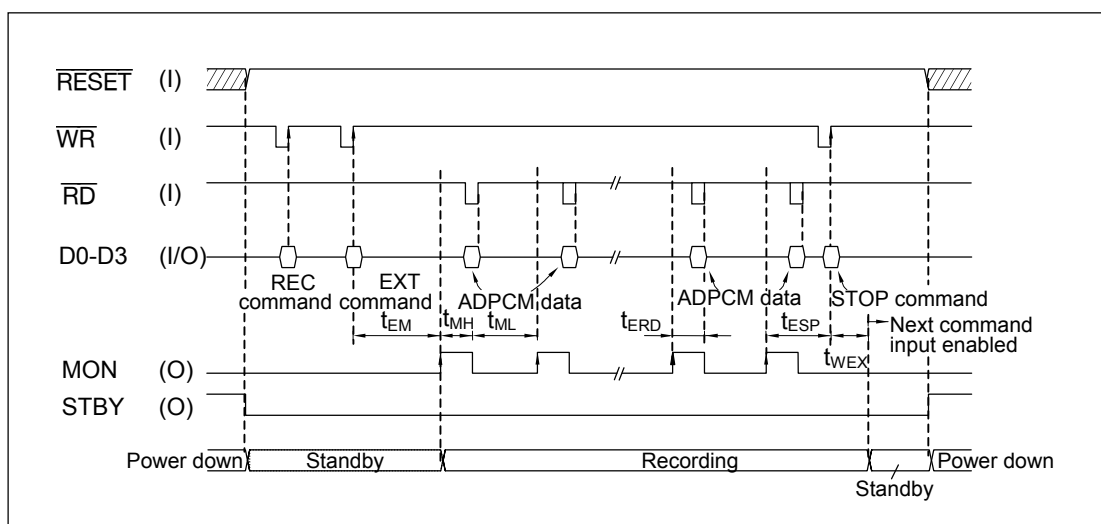 RESET (I)
WR (I)
RD (I)
D0-D3 (I/O)
REC command
EXT command
ADPCM data
ADPCM data
STOP command
tEM
tMH
tML
tERD
tESP
tWEX
Next command
input enabled
MON (O)
STBY (O)
Power down
Standby
Recording
Standby
Power down